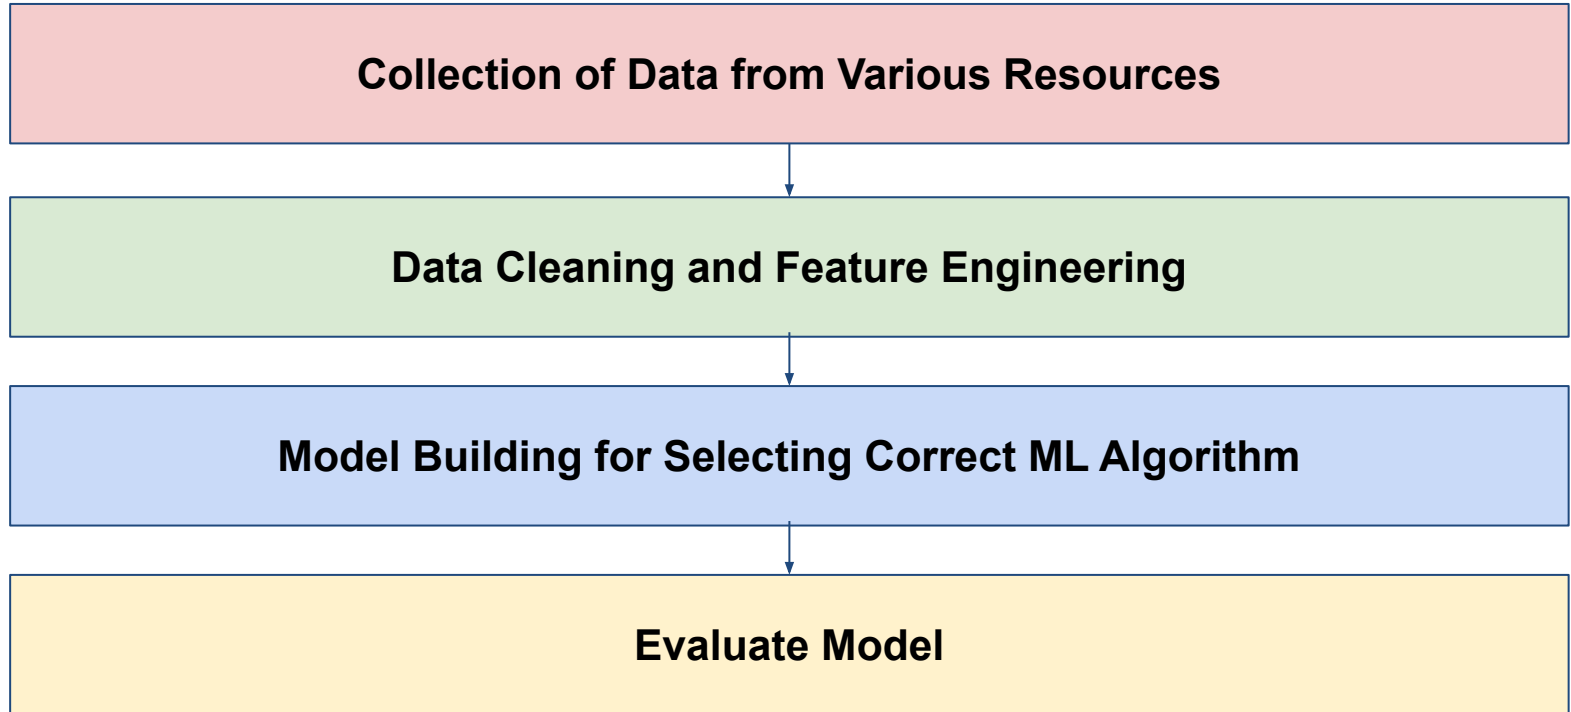 Collection of Data from Various Resources
Data Cleaning and Feature Engineering
Model Building for Selecting Correct ML Algorithm
Evaluate Model